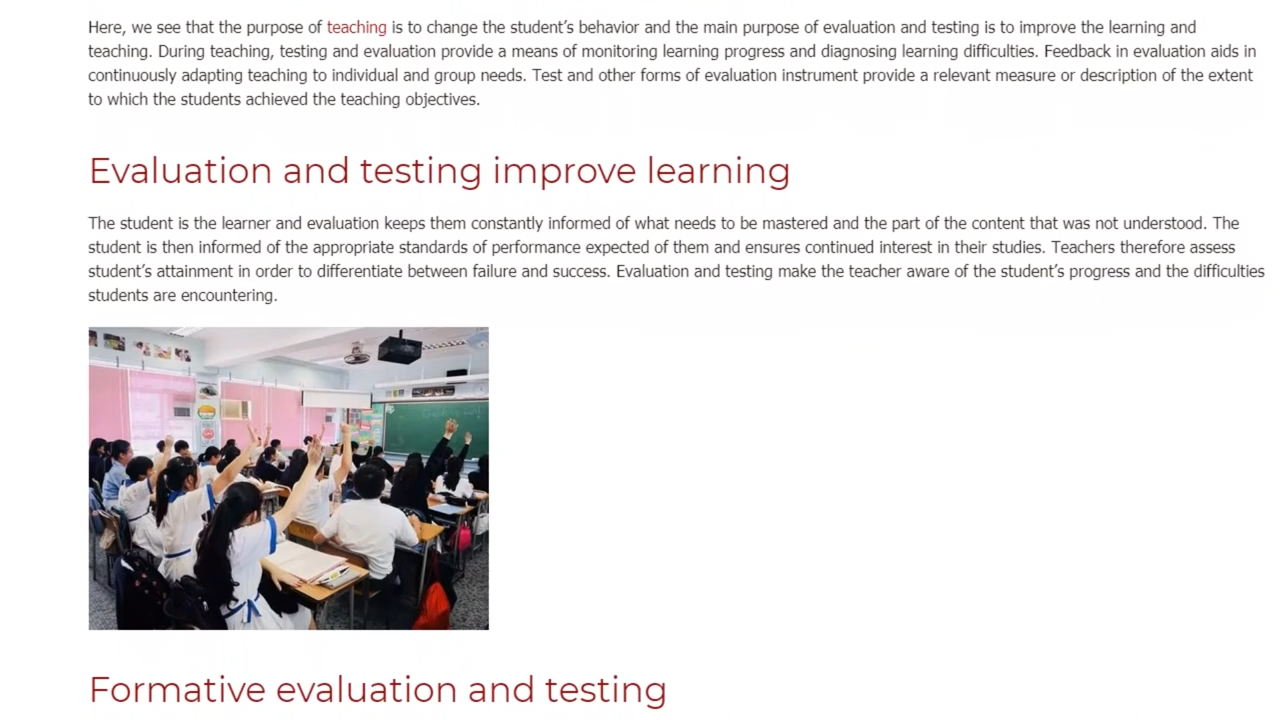 Here, we see that the purpose of teaching is to change the student's behavior and the main purpose of evaluation and testing is to improve the learning and
teaching. During teaching, testing and evaluation provide a means of monitoring learning progress and diagnosing learning difficulties. Feedback in evaluation aids in
continuously adapting teaching to individual and group needs. Test and other forms of evaluation instrument provide a relevant measure or description of the extent
to which the students achieved the teaching objectives.
Evaluation and testing improve learning
The student is the learner and evaluation keeps them constantly informed of what needs to be mastered and the part of the content that was not understood. The
student is then informed of the appropriate standards of performance expected of them and ensures continued interest in their studies. Teachers therefore assess
student's attainment in order to differentiate between failure and success. Evaluation and testing make the teacher aware of the student's progress and the difficulties
students are encountering.
Formative evaluation and testing